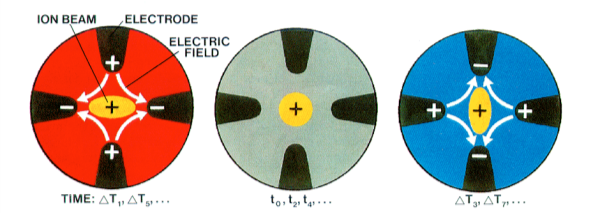 ION BEAM
ELECTRODE
ELECTRIC
FIELD
+
− + −
+
+
−
+ +
+
−
TIME: △T₁, △T₅, . . .
t₀, t₂, t₄, . . .
△T₃, △T₇, . . .